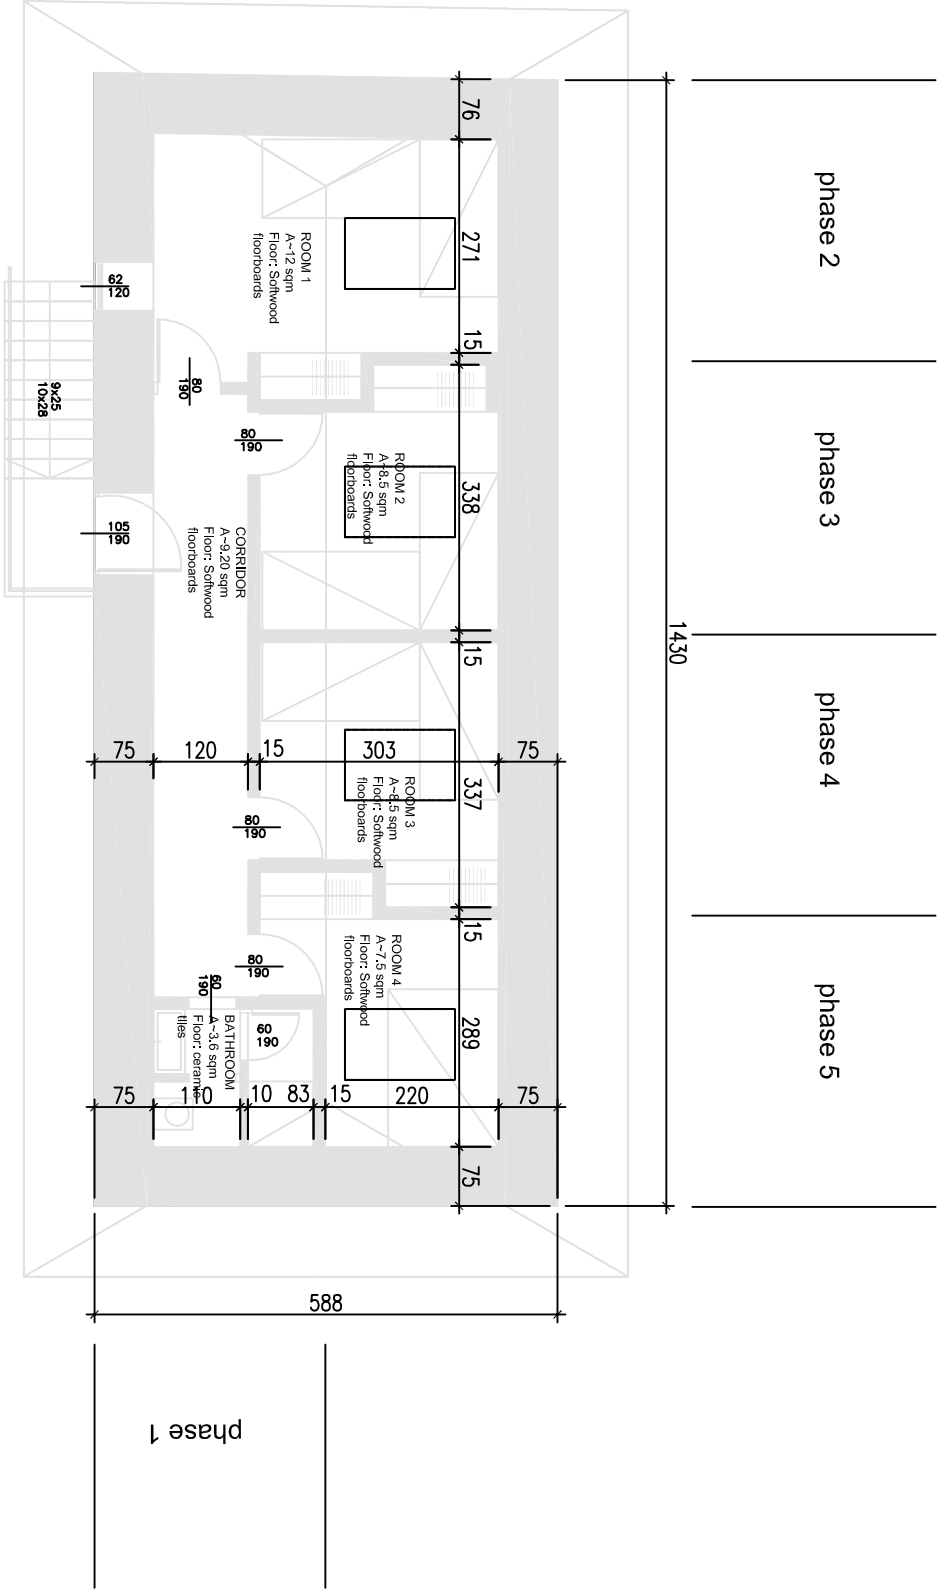 phase 2
phase 3
phase 4
phase 5
phase 1
1430
588
76
271
15
338
15
337
15
289
75
75
120
15
303
75
75
110
10
83
15
220
75
ROOM 1
A~12 sqm
Floor: Softwood
floorboards
ROOM 2
A~8.5 sqm
Floor: Softwood
floorboards
CORRIDOR
A~9.20 sqm
Floor: Softwood
floorboards
ROOM 3
A~8.5 sqm
Floor: Softwood
floorboards
ROOM 4
A~7.5 sqm
Floor: Softwood
floorboards
BATHROOM
A~3.6 sqm
Floor: ceramic
tiles
62
120
80
190
80
190
9x25
10x28
105
190
80
190
80
190
60
190
60
190